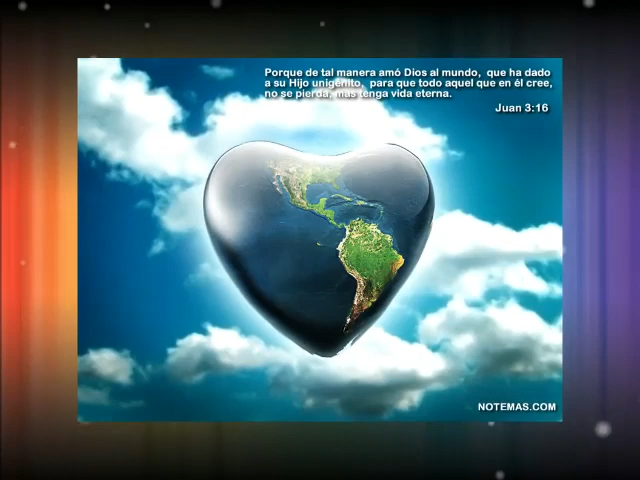 Porque de tal manera amó Dios al mundo, que ha dado
a su Hijo unigénito, para que todo aquel que en él cree,
no se pierda, mas tenga vida eterna.
Juan 3:16
NOTEMAS.COM